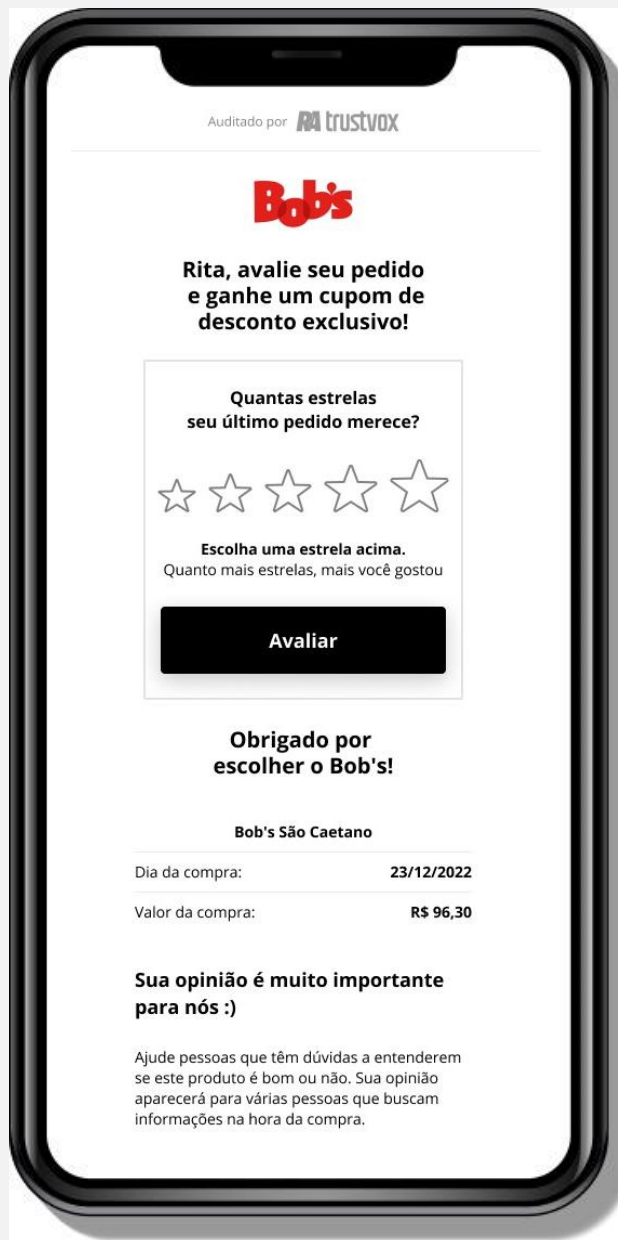 Auditado por RA trustvox
Bob's
Rita, avalie seu pedido
e ganhe um cupom de
desconto exclusivo!
Quantas estrelas
seu último pedido merece?
Escolha uma estrela acima.
Quanto mais estrelas, mais você gostou
Avaliar
Obrigado por
escolher o Bob's!
Bob's São Caetano
Dia da compra: 23/12/2022
Valor da compra: R$ 96,30
Sua opinião é muito importante
para nós :)
Ajude pessoas que têm dúvidas a entenderem
se este produto é bom ou não. Sua opinião
aparecerá para várias pessoas que buscam
informações na hora da compra.